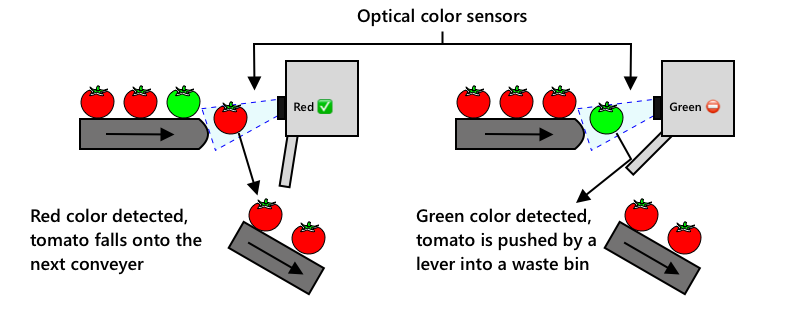 Optical color sensors
Red ✅
Green ⛔
Red color detected,
tomato falls onto the
next conveyer
Green color detected,
tomato is pushed by a
lever into a waste bin